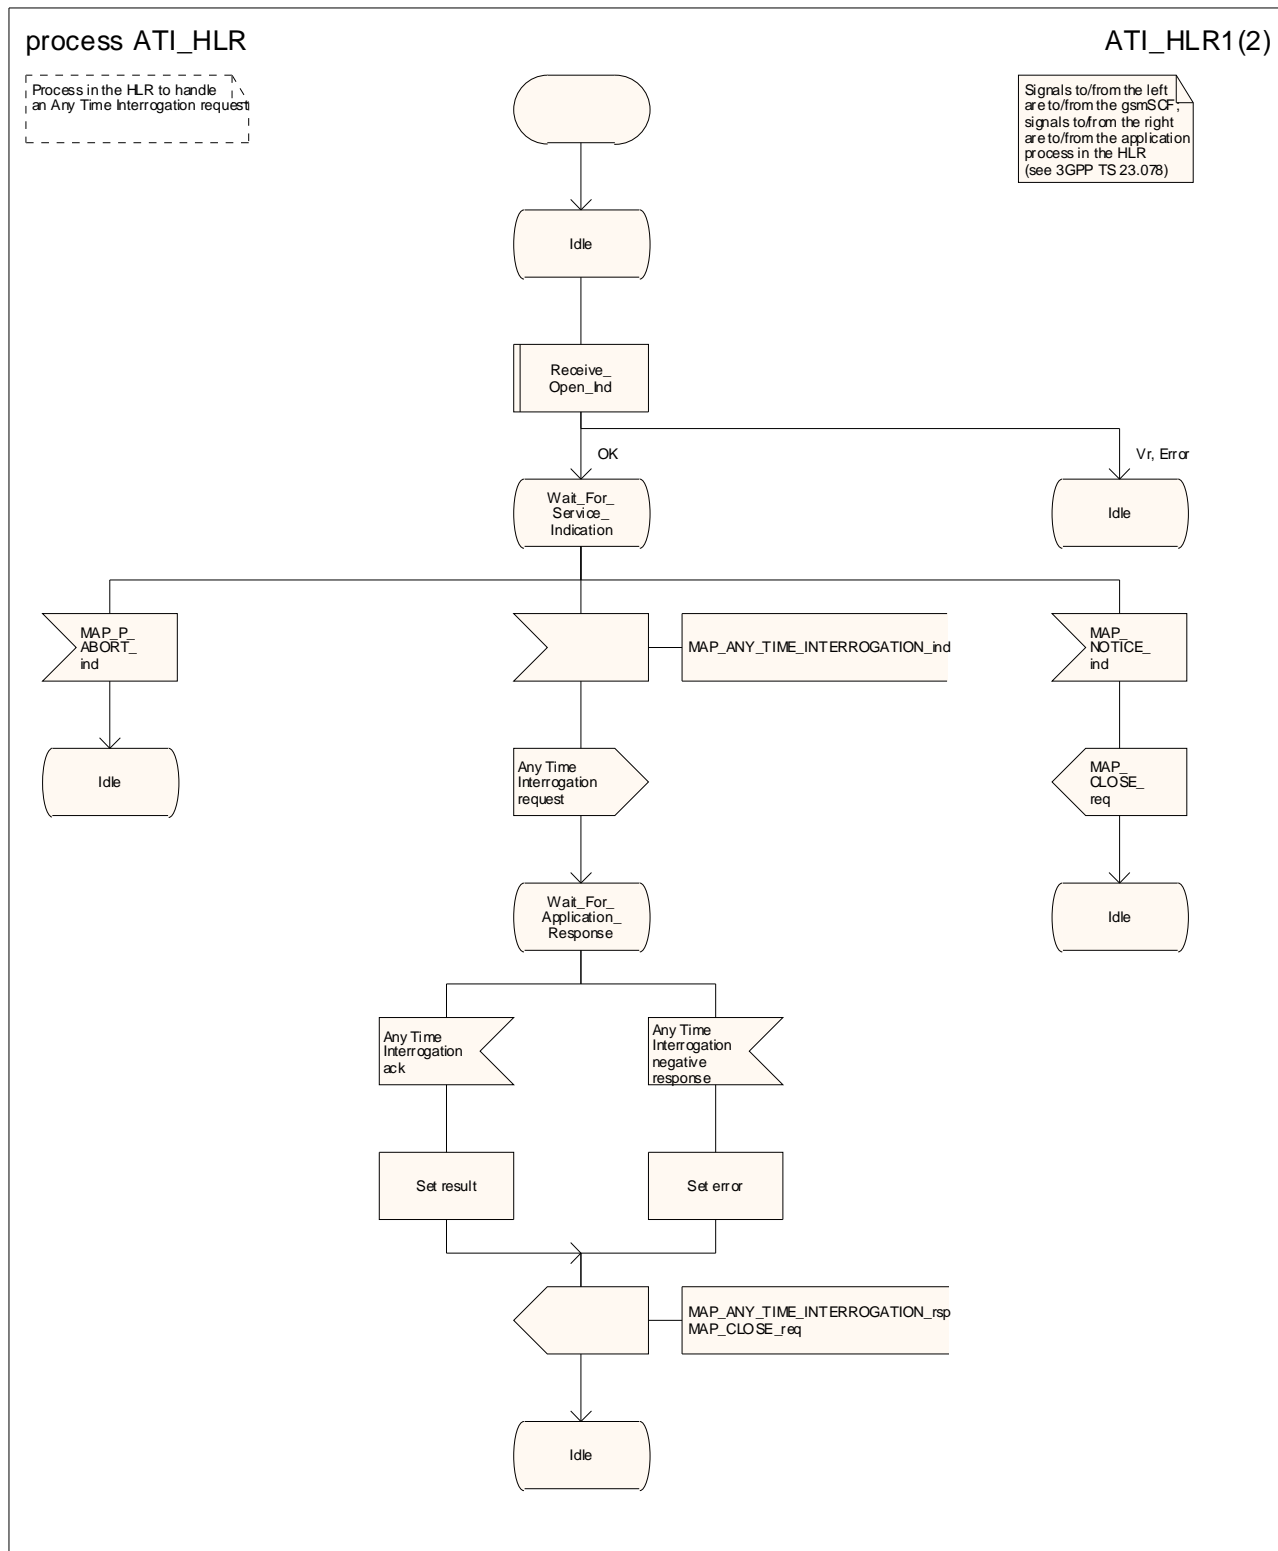 process ATI_HLR
ATI_HLR1(2)
Process in the HLR to handle
an Any Time Interrogation request
Signals to/from the left
are to/from the gsmSCF;
signals to/from the right
are to/from the application
process in the HLR
(see 3GPP TS 23.078)
Idle
Receive_
Open_Ind
OK
Vr, Error
Wait_For_
Service_
Indication
Idle
MAP_P_
ABORT_
ind
MAP_ANY_TIME_INTERROGATION_ind
MAP_
NOTICE_
ind
Idle
Any Time
Interrogation
request
MAP_
CLOSE_
req
Wait_For_
Application_
Response
Idle
Any Time
Interrogation
ack
Any Time
Interrogation
negative
response
Set result
Set error
MAP_ANY_TIME_INTERROGATION_rsp
MAP_CLOSE_req
Idle